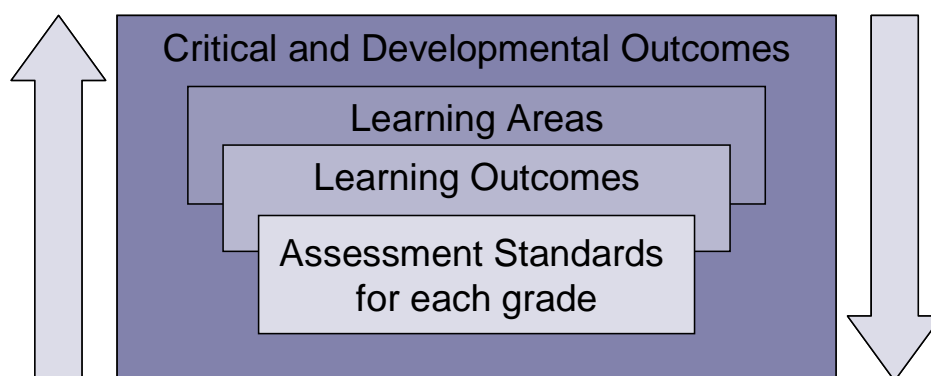 Critical and Developmental Outcomes
Learning Areas
Learning Outcomes
Assessment Standards
for each grade